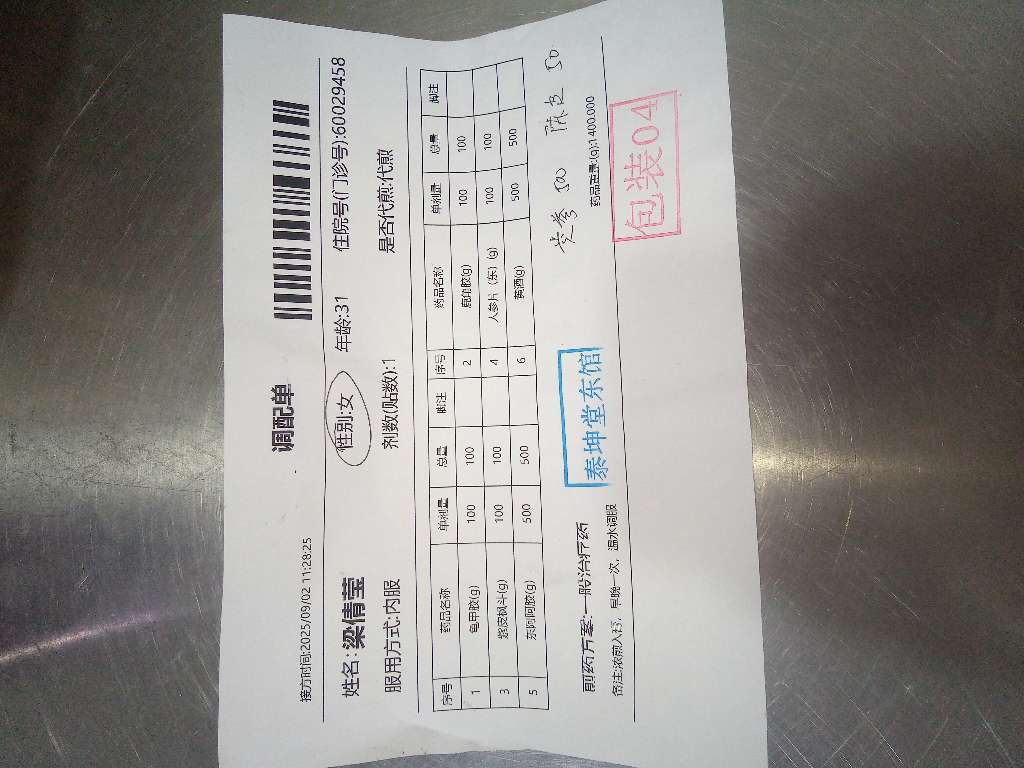 调配单
接方时间:2025/09/02 11:28:25
姓名: 梁倩莹 性别:女 年龄:31 住院号(门诊号):60029458
服用方式:内服 剂数(贴数):1 是否代煎:代煎
序号 药品名称 单剂量 总量 脚注 序号 药品名称 单剂量 总量 脚注
1 龟甲胶(g) 100 100 2 鹿角胶(g) 100 100
3 紫皮枫斗(g) 100 100 4 人参片（东）(g) 100 100
5 东阿阿胶(g) 500 500 6 黄酒(g) 500 500
煎药方案:一般治疗药 泰坤堂东馆 500 陈皮 50
备注:浓煎 早晚一次，温水调服 药品重量:(g):1400.000
包装04